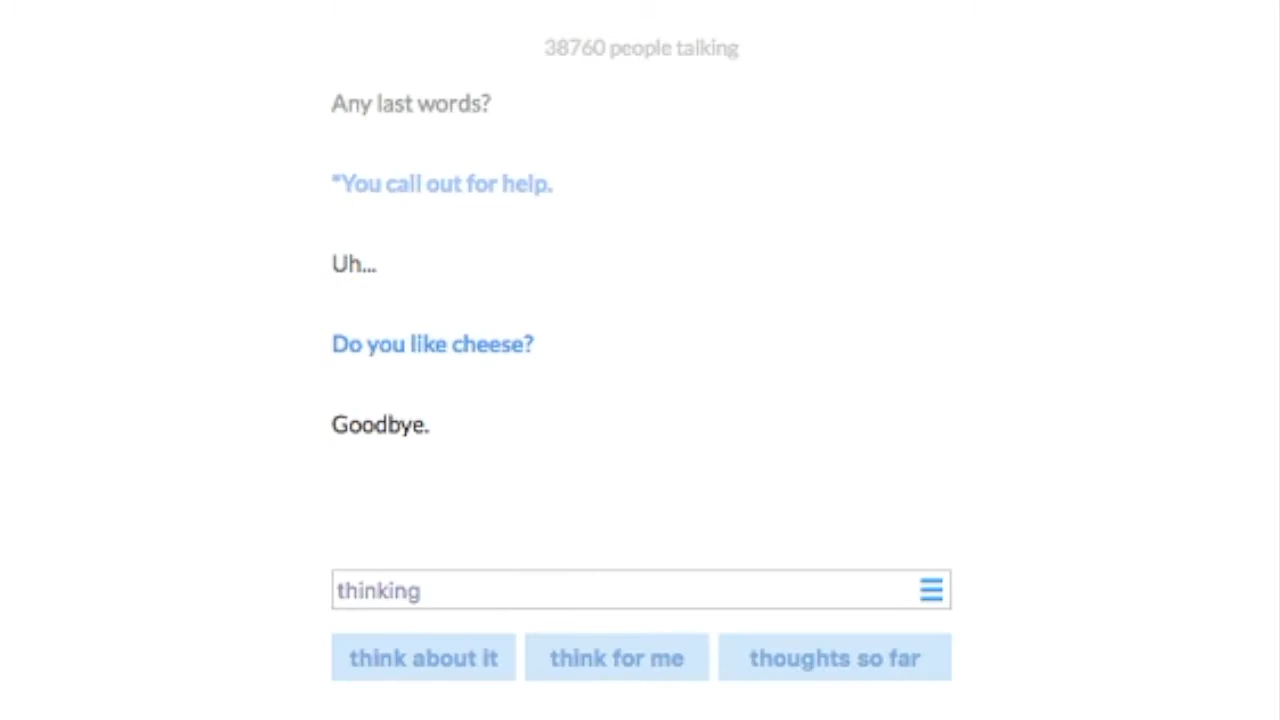 38760 people talking
Any last words?
*You call out for help.
Uh...
Do you like cheese?
Goodbye.
thinking
think about it
think for me
thoughts so far